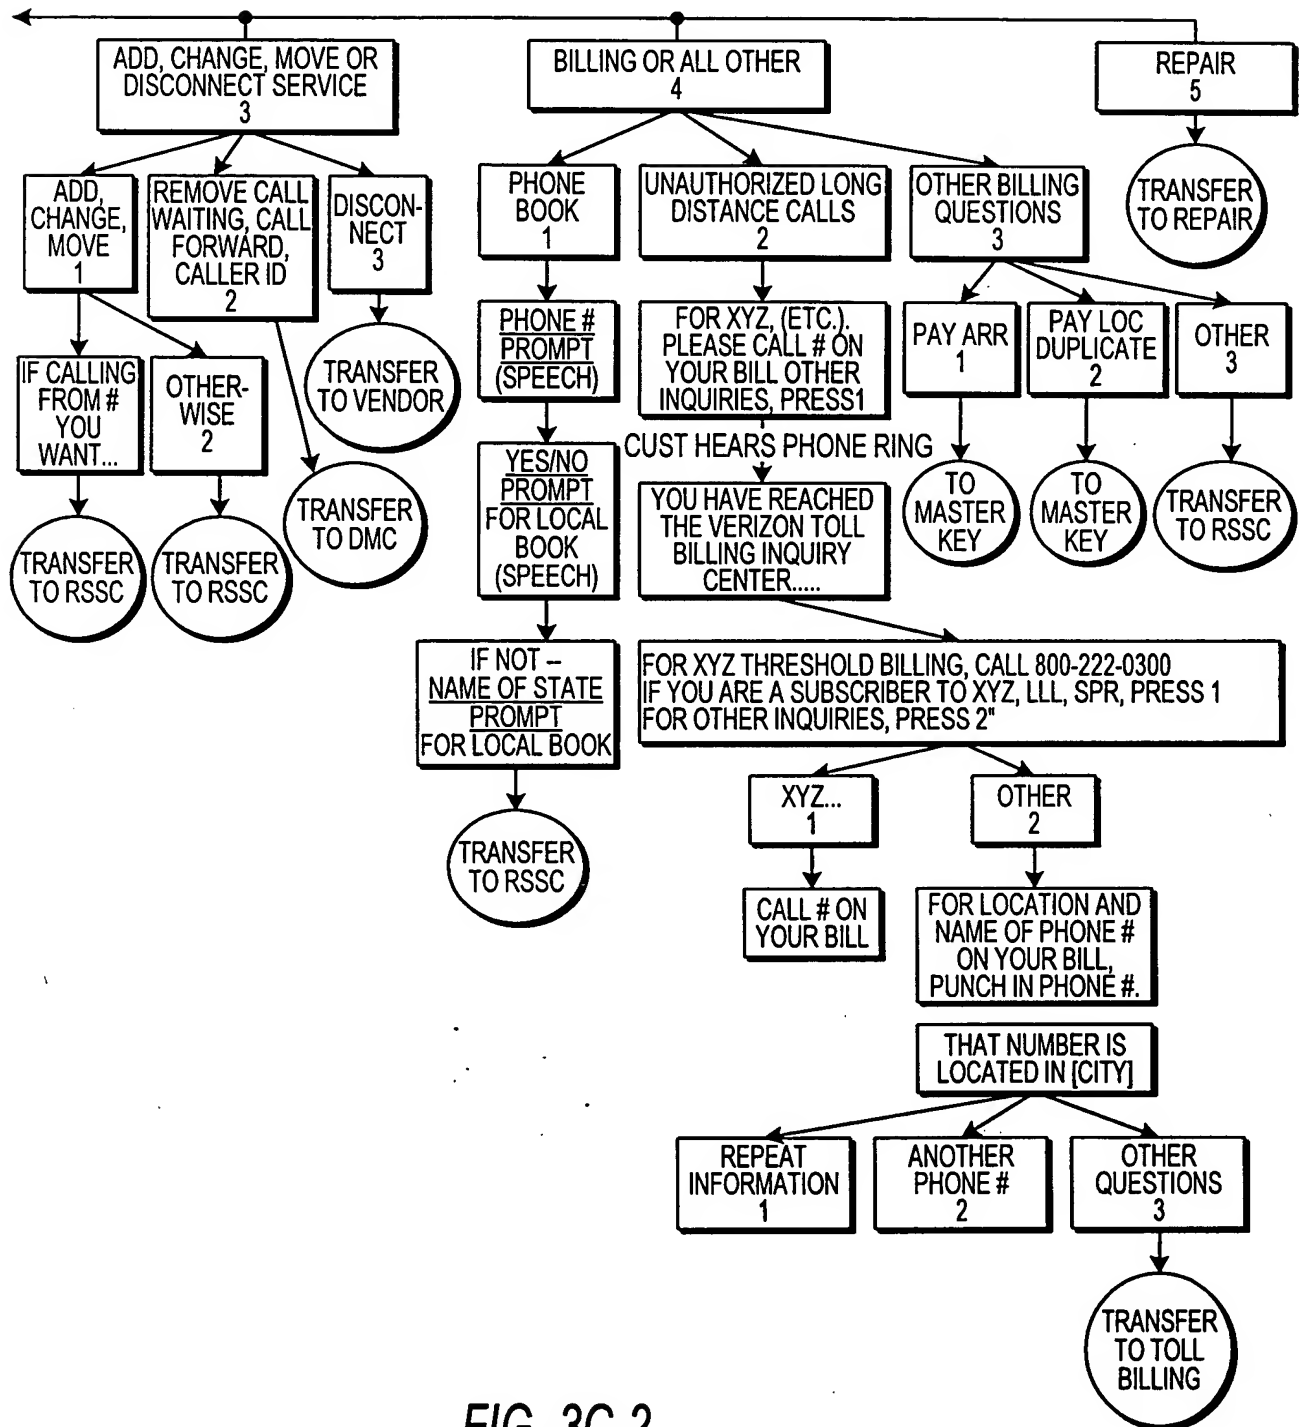 ADD, CHANGE, MOVE OR
DISCONNECT SERVICE
3
BILLING OR ALL OTHER
4
REPAIR
5
ADD,
CHANGE,
MOVE
1
REMOVE CALL
WAITING, CALL
FORWARD,
CALLER ID
2
DISCON-
NECT
3
PHONE
BOOK
1
UNAUTHORIZED LONG
DISTANCE CALLS
2
OTHER BILLING
QUESTIONS
3
TRANSFER
TO REPAIR
IF CALLING
FROM #
YOU
WANT...
OTHER-
WISE
2
TRANSFER
TO VENDOR
PHONE #
PROMPT
(SPEECH)
FOR XYZ, (ETC.).
PLEASE CALL # ON
YOUR BILL OTHER
INQUIRIES, PRESS1
PAY ARR
1
PAY LOC
DUPLICATE
2
OTHER
3
CUST HEARS PHONE RING
TRANSFER
TO RSSC
TRANSFER
TO RSSC
TRANSFER
TO DMC
YES/NO
PROMPT
FOR LOCAL
BOOK
(SPEECH)
YOU HAVE REACHED
THE VERIZON TOLL
BILLING INQUIRY
CENTER.....
TO
MASTER
KEY
TO
MASTER
KEY
TRANSFER
TO RSSC
IF NOT –
NAME OF STATE
PROMPT
FOR LOCAL BOOK
FOR XYZ THRESHOLD BILLING, CALL 800-222-0300
IF YOU ARE A SUBSCRIBER TO XYZ, LLL, SPR, PRESS 1
FOR OTHER INQUIRIES, PRESS 2"
TRANSFER
TO RSSC
XYZ...
1
OTHER
2
CALL # ON
YOUR BILL
FOR LOCATION AND
NAME OF PHONE #
ON YOUR BILL,
PUNCH IN PHONE #.
THAT NUMBER IS
LOCATED IN [CITY]
REPEAT
INFORMATION
1
ANOTHER
PHONE #
2
OTHER
QUESTIONS
3
TRANSFER
TO TOLL
BILLING
FIG. 3C-2